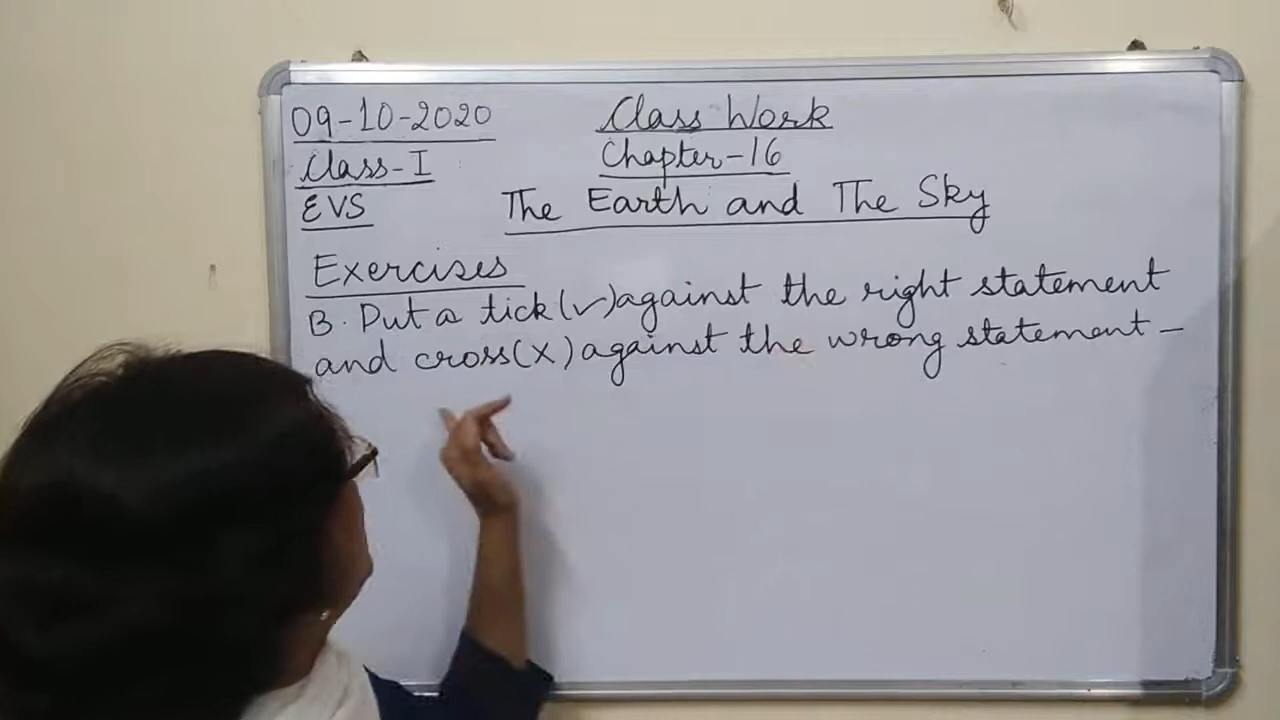 09-10-2020
Class Work
Class-I
Chapter-16
EVS
The Earth and The Sky
Exercises
B. Put a tick(✓)against the right statement
and cross(X) against the wrong statement-